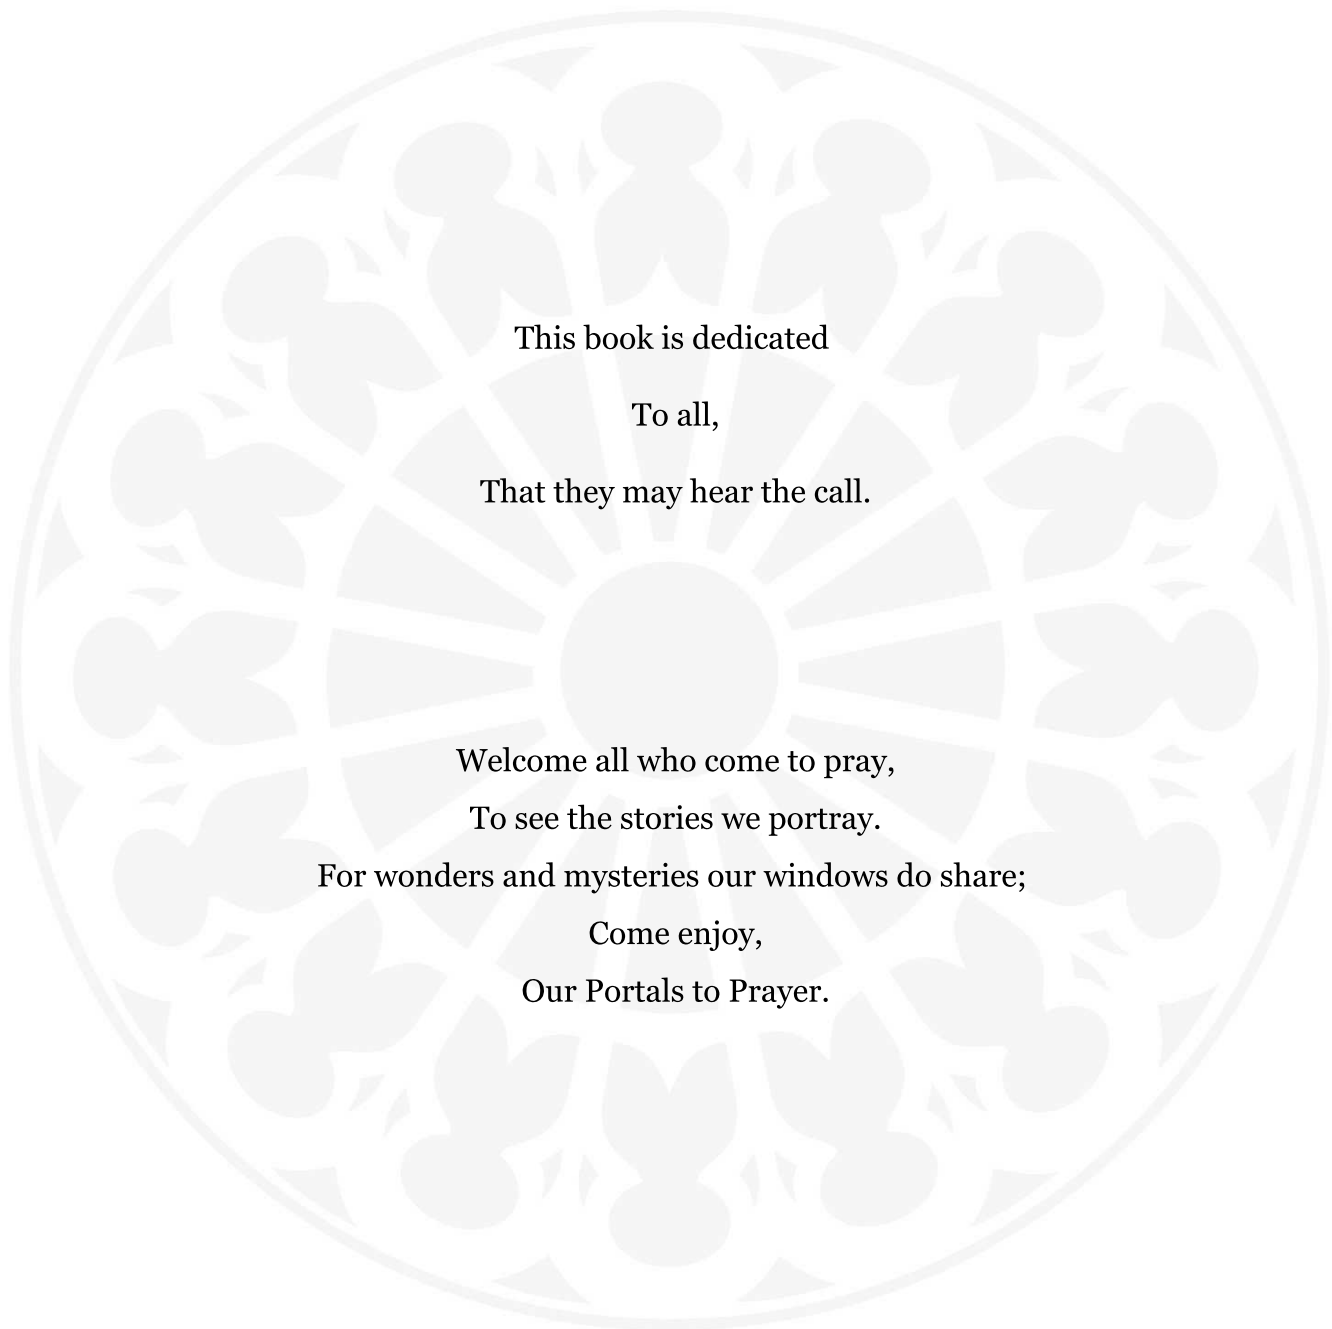 This book is dedicated
To all,
That they may hear the call.
Welcome all who come to pray,
To see the stories we portray.
For wonders and mysteries our windows do share;
Come enjoy,
Our Portals to Prayer.